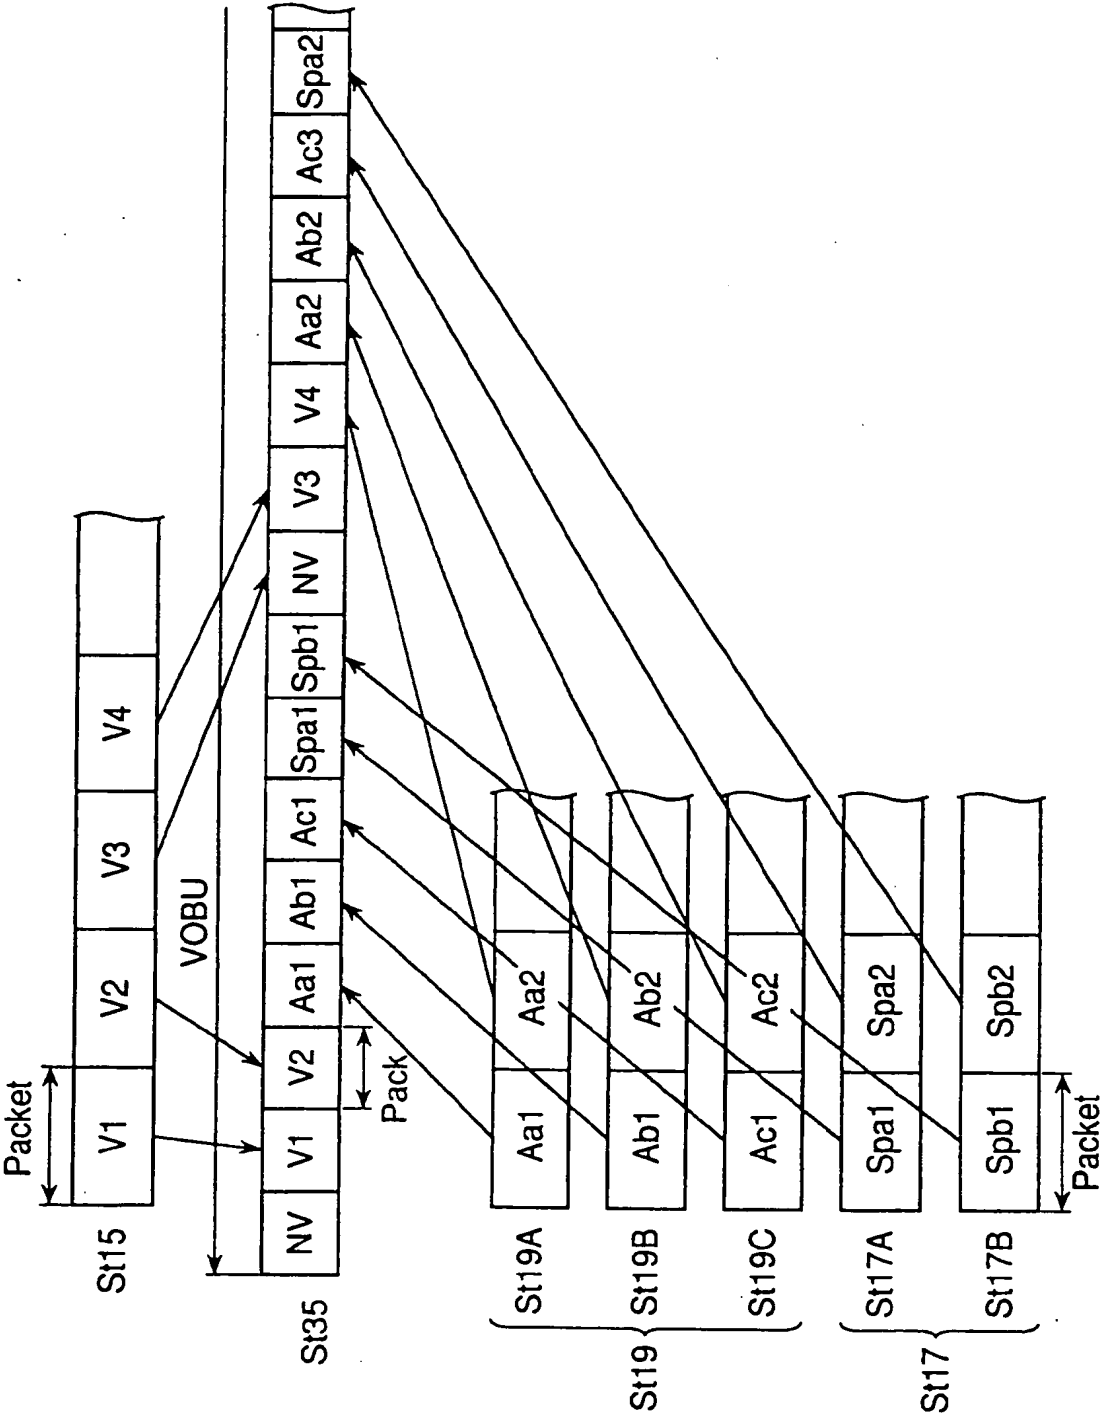 Packet
St15
V1
V2
V3
V4
VOBU
St35
NV
V1
V2
Aa1
Ab1
Ac1
Spa1
Spb1
NV
V3
V4
Aa2
Ab2
Ac3
Spa2
Pack
St19
St19A
Aa1
Aa2
St19B
Ab1
Ab2
St19C
Ac1
Ac2
St17
St17A
Spa1
Spa2
St17B
Spb1
Spb2
Packet